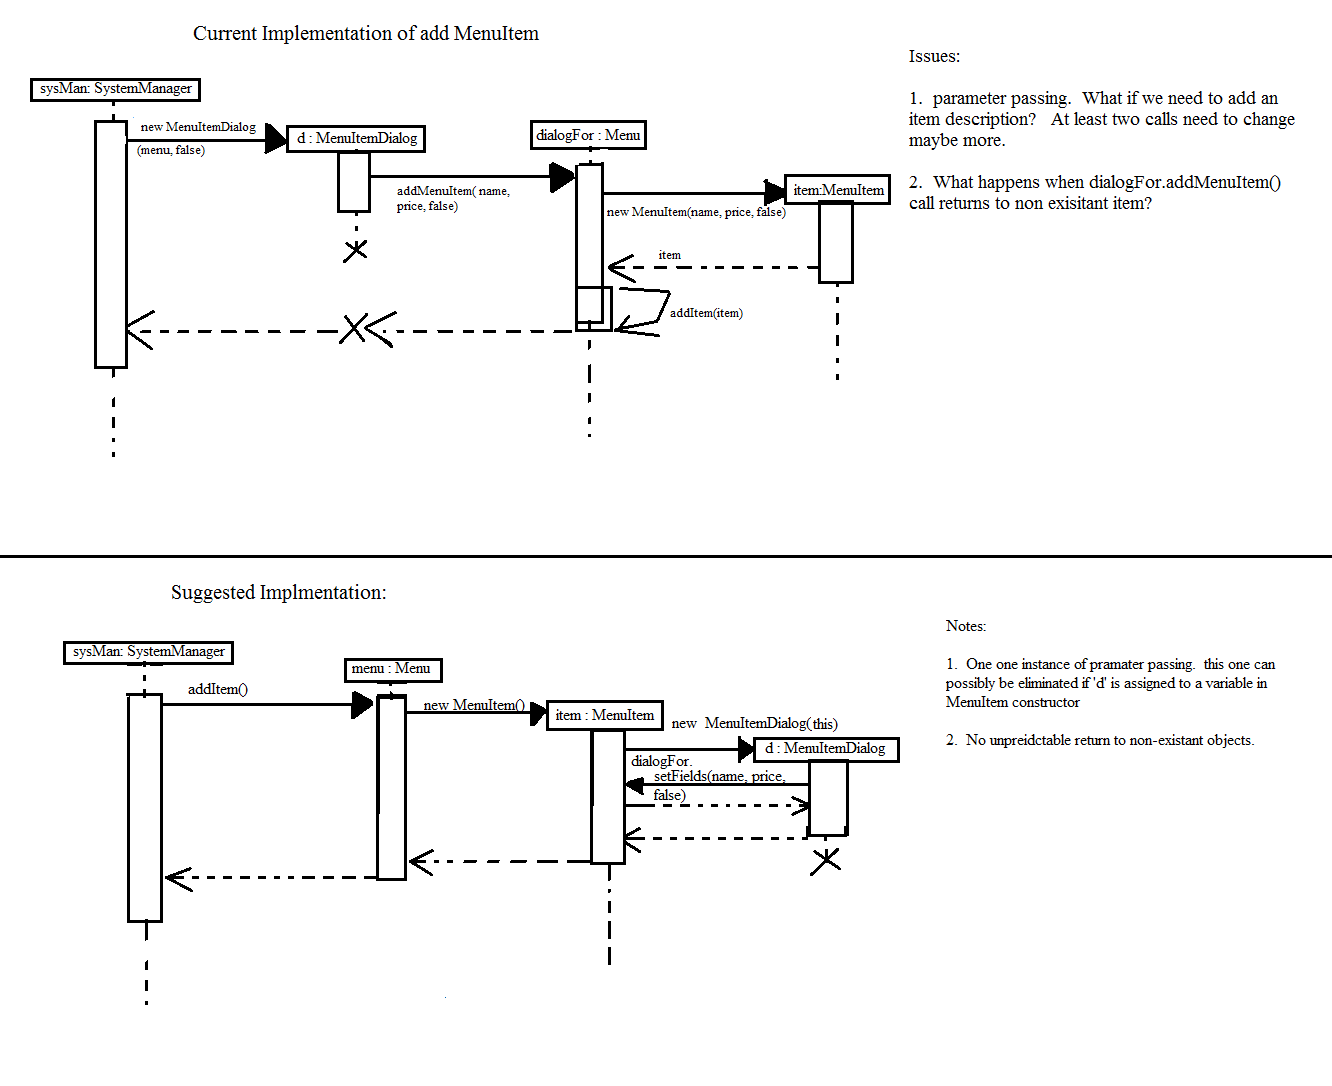 Current Implementation of add MenuItem
sysMan: SystemManager
new MenuItemDialog
(menu, false)
d : MenuItemDialog
addMenuItem( name,
price, false)
dialogFor : Menu
new MenuItem(name, price, false)
item:MenuItem
item
addItem(item)
Issues:
1.  parameter passing.  What if we need to add an
item description?   At least two calls need to change
maybe more.
2.  What happens when dialogFor.addMenuItem()
call returns to non exisitant item?
Suggested Implmentation:
sysMan: SystemManager
addItem()
menu : Menu
new MenuItem()
item : MenuItem
new  MenuItemDialog(this)
d : MenuItemDialog
dialogFor.
setFields(name, price,
false)
Notes:
1.  One one instance of pramater passing.  this one can
possibly be eliminated if 'd' is assigned to a variable in
MenuItem constructor
2.  No unpreidctable return to non-existant objects.